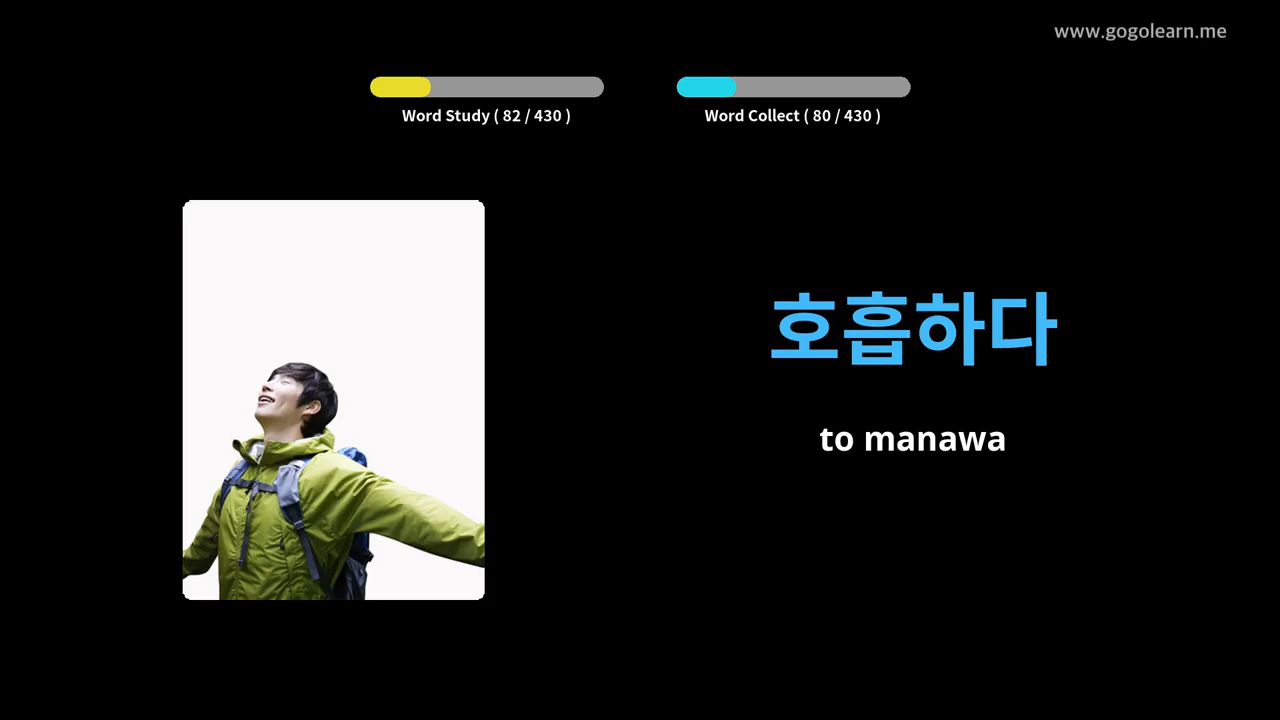 www.gogolearn.me
Word Study ( 82 / 430 )
Word Collect ( 80 / 430 )
호흡하다
to manawa